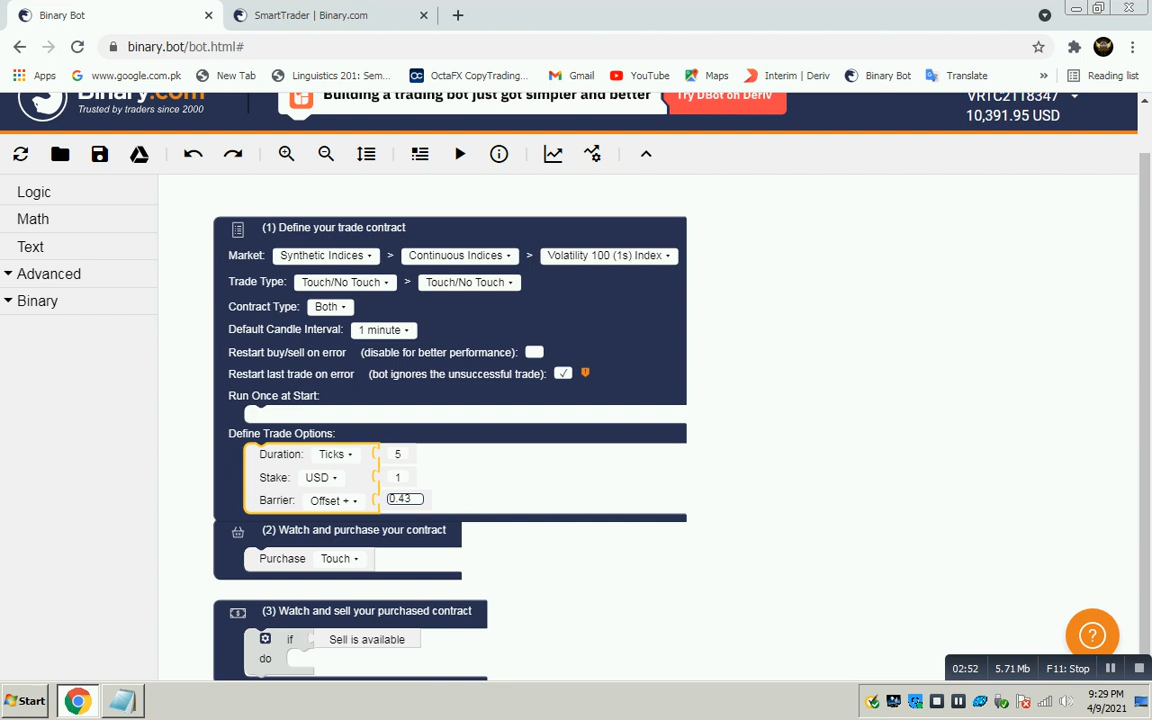 Binary Bot
SmartTrader | Binary.com
binary.bot/bot.html#
Apps www.google.com.pk New Tab Linguistics 201: Sem... OctaFX CopyTrading... Gmail YouTube Maps Interim | Deriv Binary Bot Translate » Reading list
Binary.com
Trusted by traders since 2000
Building a trading bot just got simpler and better
Try DBot on Deriv
VRTC2118347
10,391.95 USD
Logic
Math
Text
Advanced
Binary
(1) Define your trade contract
Market: Synthetic Indices > Continuous Indices > Volatility 100 (1s) Index
Trade Type: Touch/No Touch > Touch/No Touch
Contract Type: Both
Default Candle Interval: 1 minute
Restart buy/sell on error (disable for better performance):
Restart last trade on error (bot ignores the unsuccessful trade): ✓
Run Once at Start:
Define Trade Options:
Duration: Ticks 5
Stake: USD 1
Barrier: Offset + 0.43
(2) Watch and purchase your contract
Purchase Touch
(3) Watch and sell your purchased contract
if Sell is available
do
?
02:52 5.71 Mb F11: Stop
Start
9:29 PM
4/9/2021